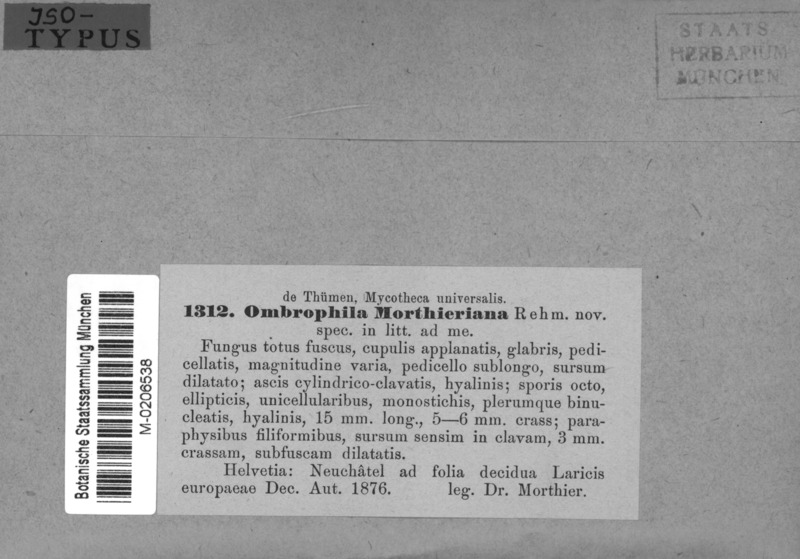 ISO-
TYPUS
STAATS
HERBARIUM
MÜNCHEN
Botanische Staatssammlung München
M-0206538
de Thümen, Mycotheca universalis.
1312. Ombrophila Morthieriana Rehm. nov.
spec. in litt. ad me.
Fungus totus fuscus, cupulis applanatis, glabris, pedi-
cellatis, magnitudine varia, pedicello sublongo, sursum
dilatato; ascis cylindrico-clavatis, hyalinis; sporis octo,
ellipticis, unicellularibus, monostichis, plerumque binu-
cleatis, hyalinis, 15 mm. long., 5—6 mm. crass; para-
physibus filiformibus, sursum sensim in clavam, 3 mm.
crassam, subfuscam dilatatis.
Helvetia: Neuchâtel ad folia decidua Laricis
europaeae Dec. Aut. 1876. leg. Dr. Morthier.